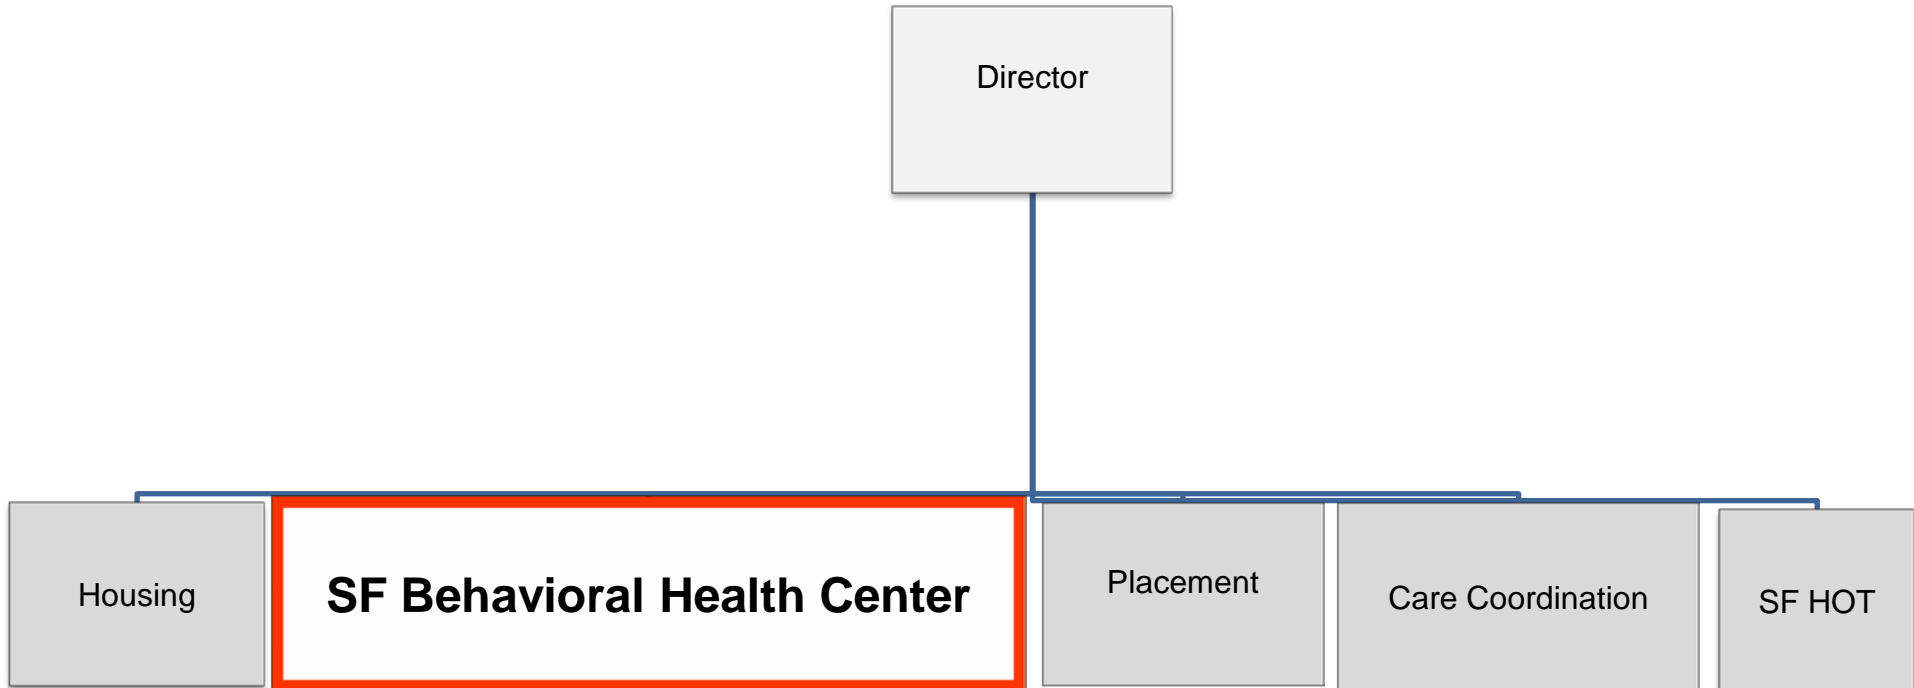 Director
Housing
SF Behavioral Health Center
Placement
Care Coordination
SF HOT